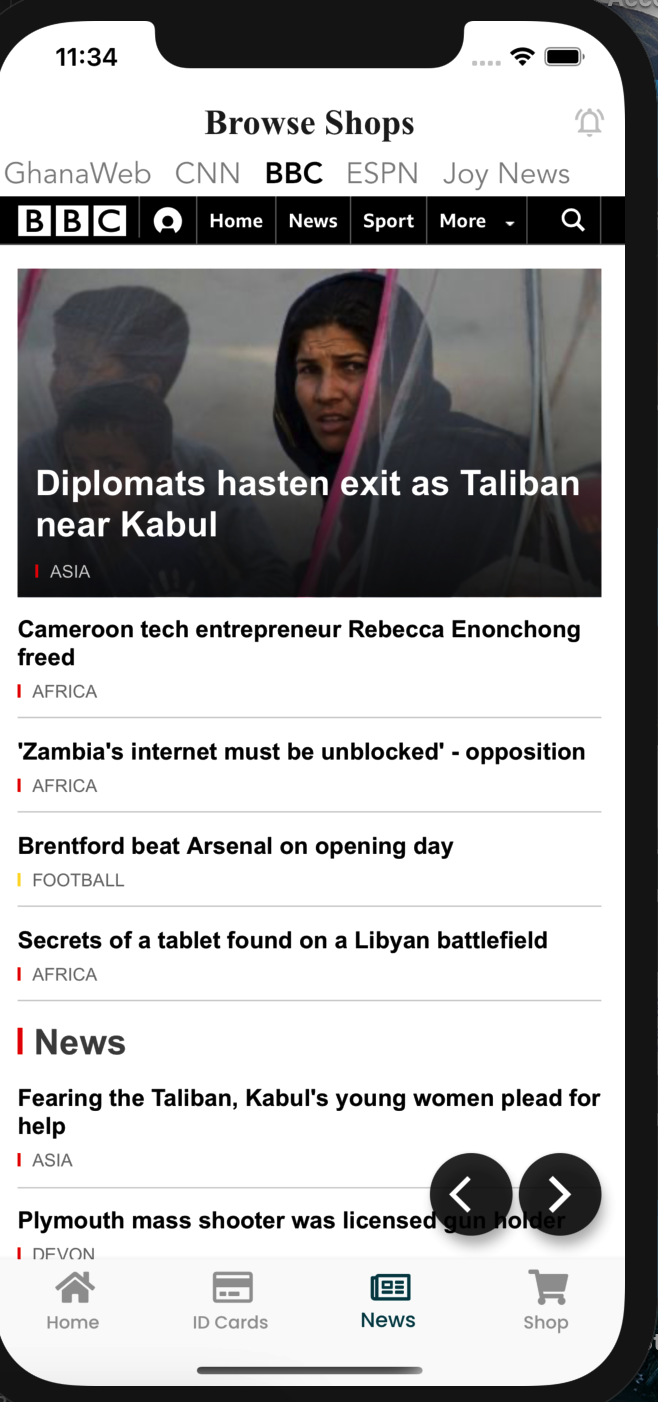 11:34
Browse Shops
GhanaWeb CNN BBC ESPN Joy News
BBC Home News Sport More
Diplomats hasten exit as Taliban
near Kabul
ASIA
Cameroon tech entrepreneur Rebecca Enonchong
freed
AFRICA
'Zambia's internet must be unblocked' - opposition
AFRICA
Brentford beat Arsenal on opening day
FOOTBALL
Secrets of a tablet found on a Libyan battlefield
AFRICA
News
Fearing the Taliban, Kabul's young women plead for
help
ASIA
Plymouth mass shooter was licensed gun holder
DEVON
Home ID Cards News Shop